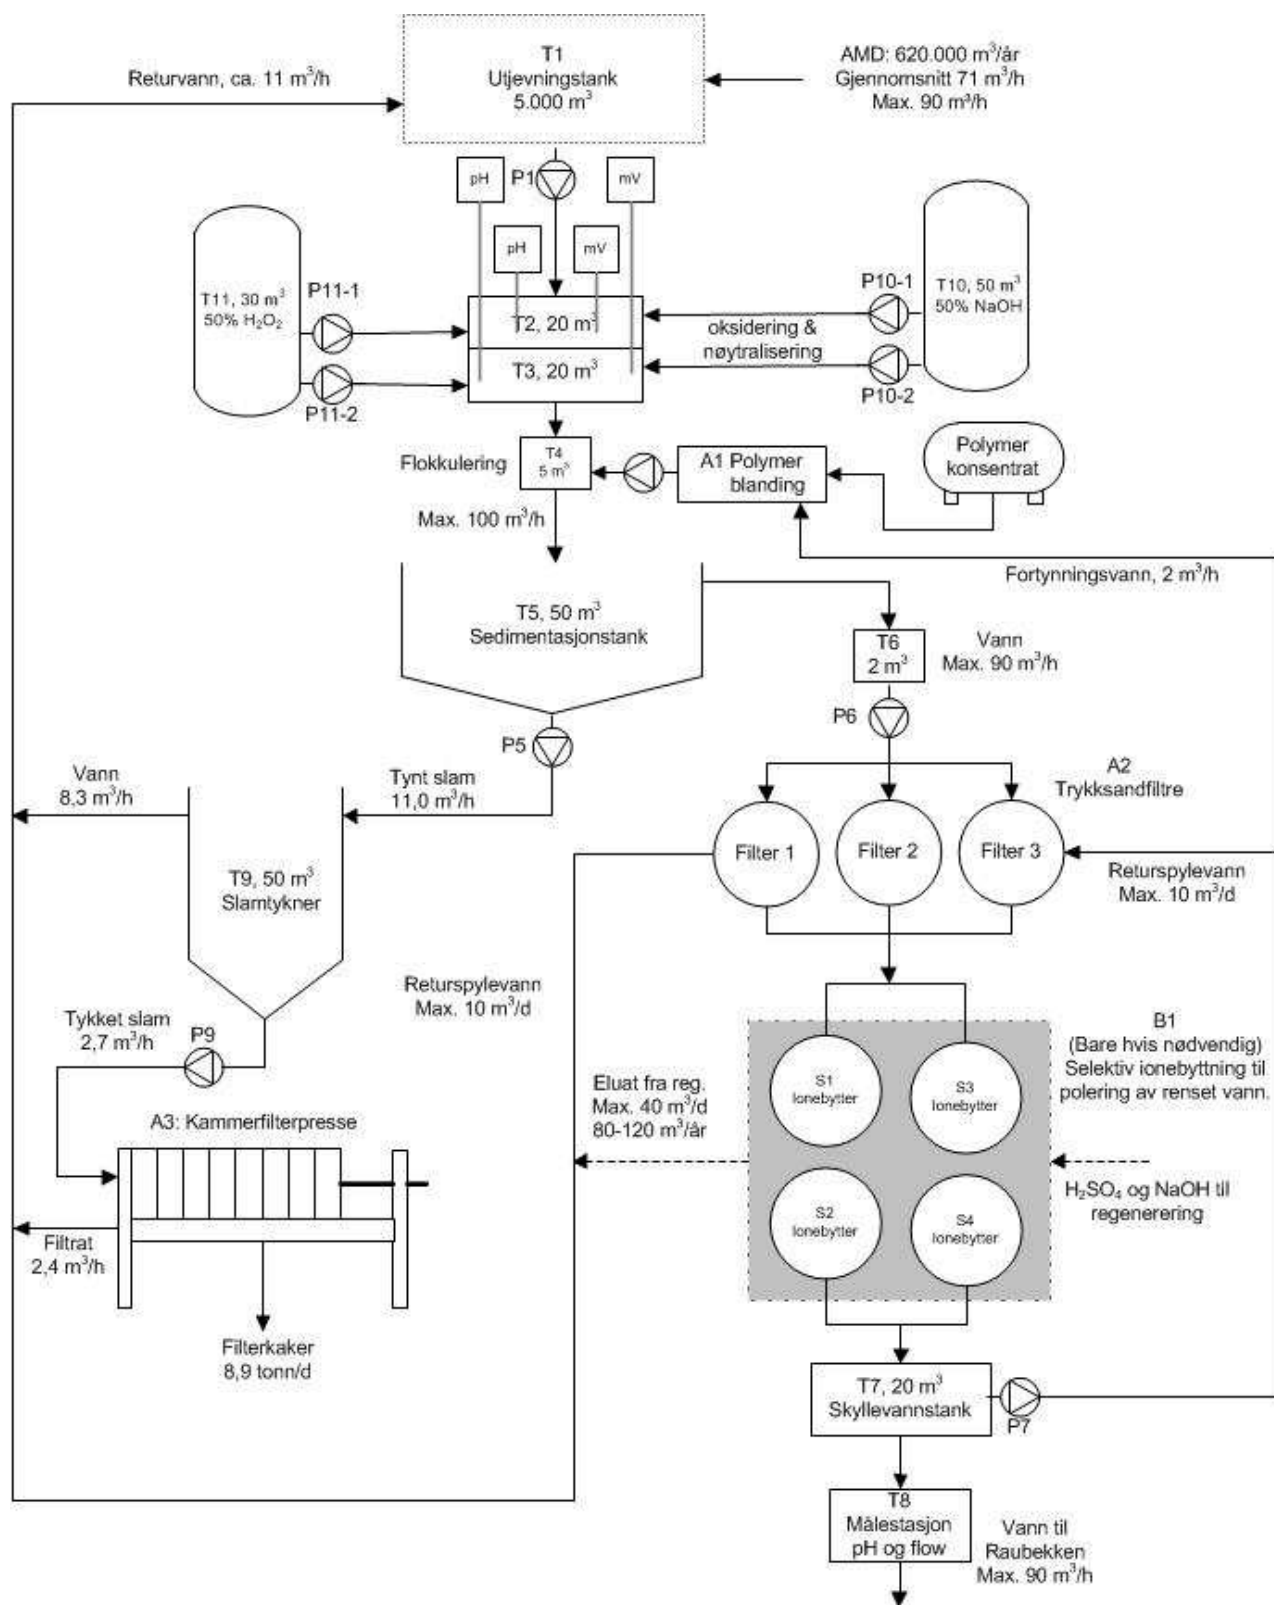 T1
Utjevningstank
5.000 m³
Returvann, ca. 11 m³/h
AMD: 620.000 m³/år
Gjennomsnitt 71 m³/h
Max. 90 m³/h
pH
P1
mV
pH
mV
T11, 30 m³
50% H₂O₂
P11-1
P11-2
T2, 20 m³
T3, 20 m³
oksidering &
nøytralisering
P10-1
P10-2
T10, 50 m³
50% NaOH
Flokkulering
T4
5 m³
A1 Polymer
blanding
Polymer
konsentrat
Max. 100 m³/h
Fortynningsvann, 2 m³/h
T5, 50 m³
Sedimentasjonstank
T6
2 m³
Vann
Max. 90 m³/h
P5
P6
Vann
8,3 m³/h
Tynt slam
11,0 m³/h
A2
Trykksandfiltre
T9, 50 m³
Slamtykner
Filter 1
Filter 2
Filter 3
Returspylevann
Max. 10 m³/d
Returspylevann
Max. 10 m³/d
Tykket slam
2,7 m³/h
P9
B1
(Bare hvis nødvendig)
Selektiv ionebyttning til
polering av renset vann.
S1
Ionebytter
S3
Ionebytter
Eluat fra reg.
Max. 40 m³/d
80-120 m³/år
A3: Kammerfilterpresse
H₂SO₄ og NaOH til
regenerering
S2
Ionebytter
S4
Ionebytter
Filtrat
2,4 m³/h
Filterkaker
8,9 tonn/d
T7, 20 m³
Skyllevannstank
P7
T8
Målestasjon
pH og flow
Vann til
Raubekken
Max. 90 m³/h